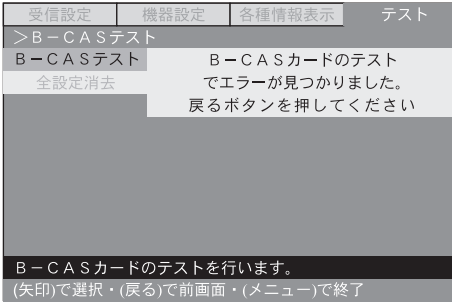 受信設定 機器設定 各種情報表示 テスト
＞Ｂ－ＣＡＳテスト
Ｂ－ＣＡＳテスト
全設定消去
Ｂ－ＣＡＳカードのテスト
でエラーが見つかりました。
戻るボタンを押してください
Ｂ－ＣＡＳカードのテストを行います。
(矢印)で選択・(戻る)で前画面・(メニュー)で終了